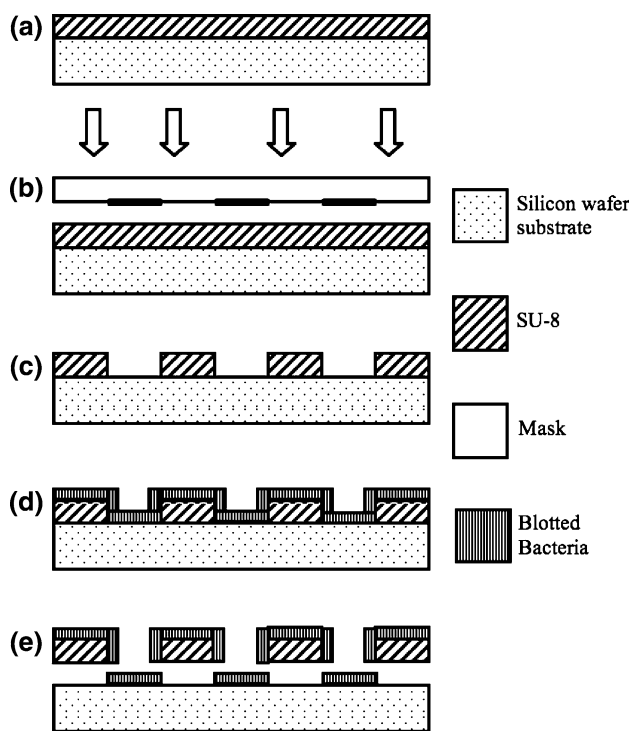 (a)
(b)
Silicon wafer
substrate
SU-8
(c)
Mask
(d)
Blotted
Bacteria
(e)